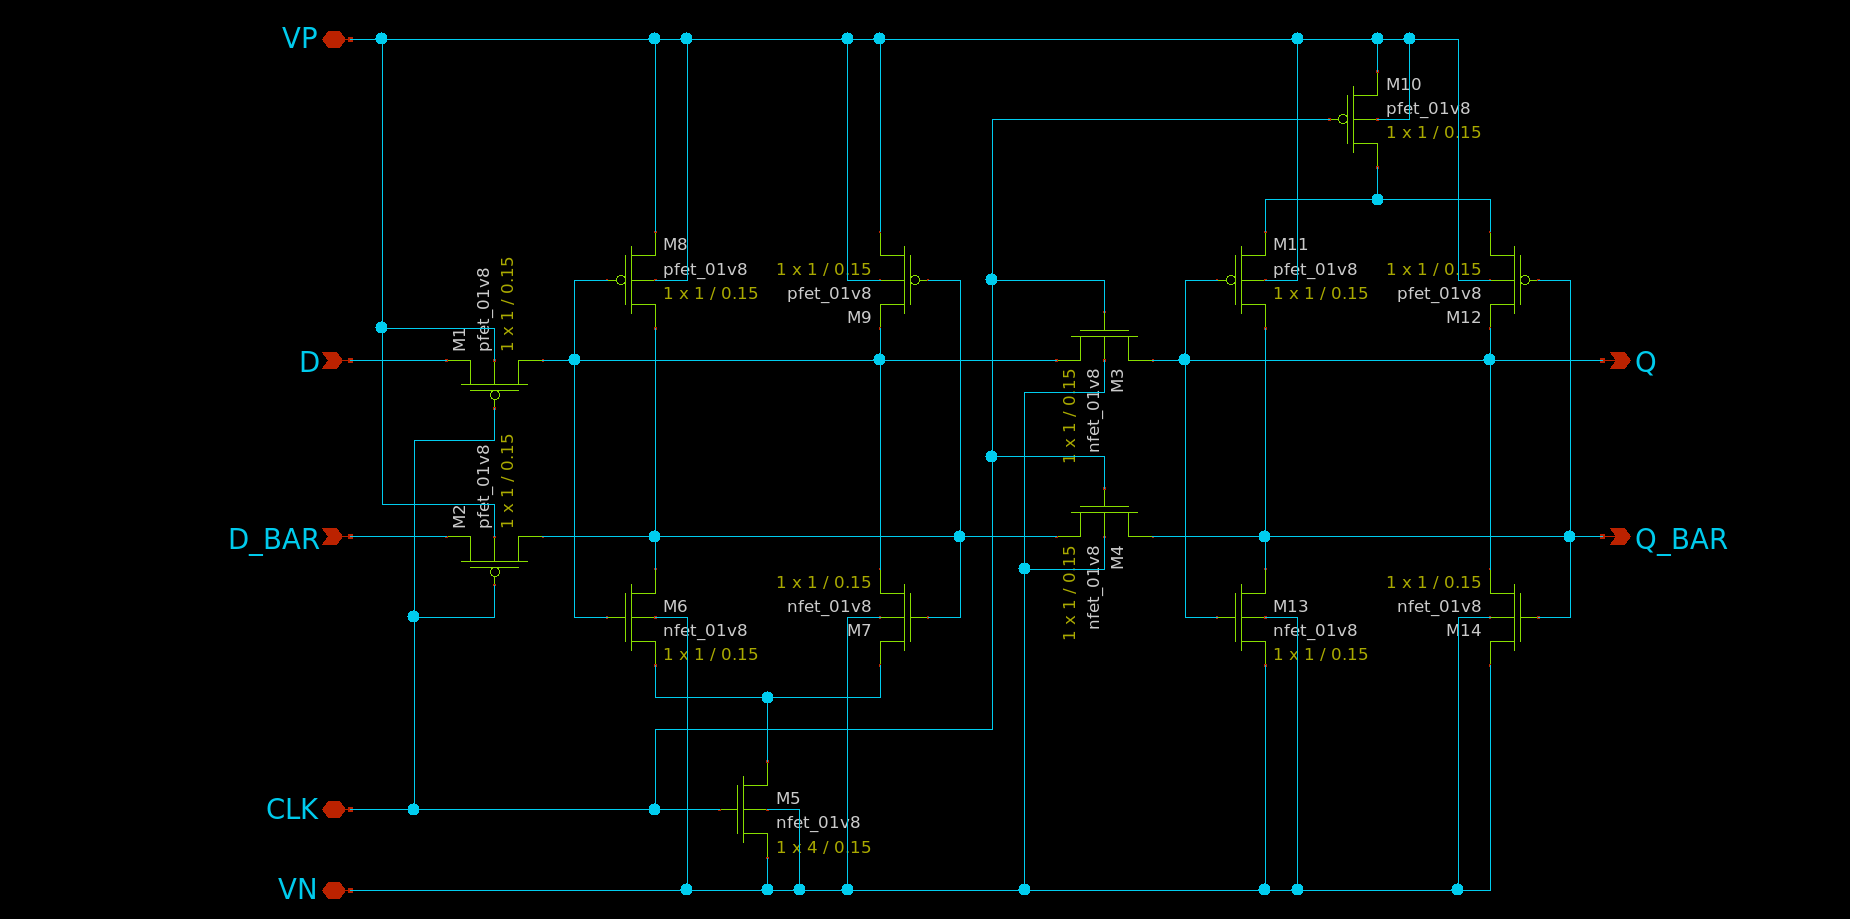 VP
M10
pfet_01v8
1 x 1 / 0.15
M8
pfet_01v8
1 x 1 / 0.15
1 x 1 / 0.15
pfet_01v8
M9
M11
pfet_01v8
1 x 1 / 0.15
1 x 1 / 0.15
pfet_01v8
M12
M1
pfet_01v8
1 x 1 / 0.15
D
1 x 1 / 0.15
nfet_01v8
M3
Q
M2
pfet_01v8
1 x 1 / 0.15
D_BAR
1 x 1 / 0.15
nfet_01v8
M4
Q_BAR
M6
nfet_01v8
1 x 1 / 0.15
1 x 1 / 0.15
nfet_01v8
M7
M13
nfet_01v8
1 x 1 / 0.15
1 x 1 / 0.15
nfet_01v8
M14
CLK
M5
nfet_01v8
1 x 4 / 0.15
VN